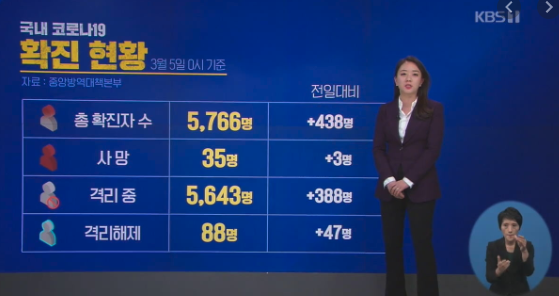 KBS 1
국내 코로나19
확진 현황 3월 5일 0시 기준
자료 : 중앙방역대책본부
전일대비
총 확진자 수 5,766명 +438명
사 망 35명 +3명
격리 중 5,643명 +388명
격리해제 88명 +47명